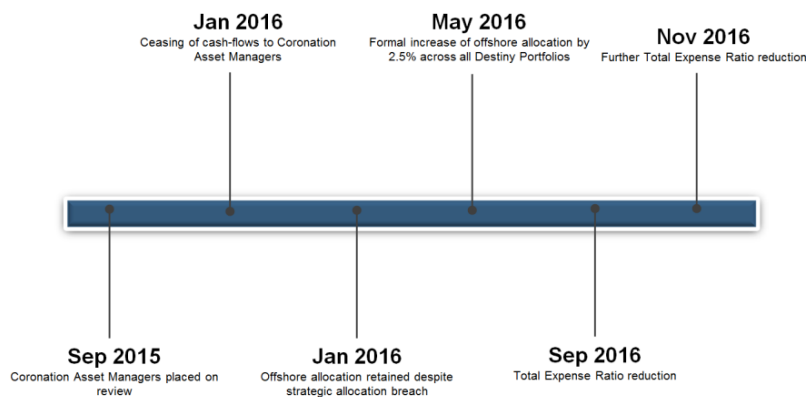 Jan 2016
Ceasing of cash-flows to Coronation
Asset Managers
May 2016
Formal increase of offshore allocation by
2.5% across all Destiny Portfolios
Nov 2016
Further Total Expense Ratio reduction
Sep 2015
Coronation Asset Managers placed on
review
Jan 2016
Offshore allocation retained despite
strategic allocation breach
Sep 2016
Total Expense Ratio reduction